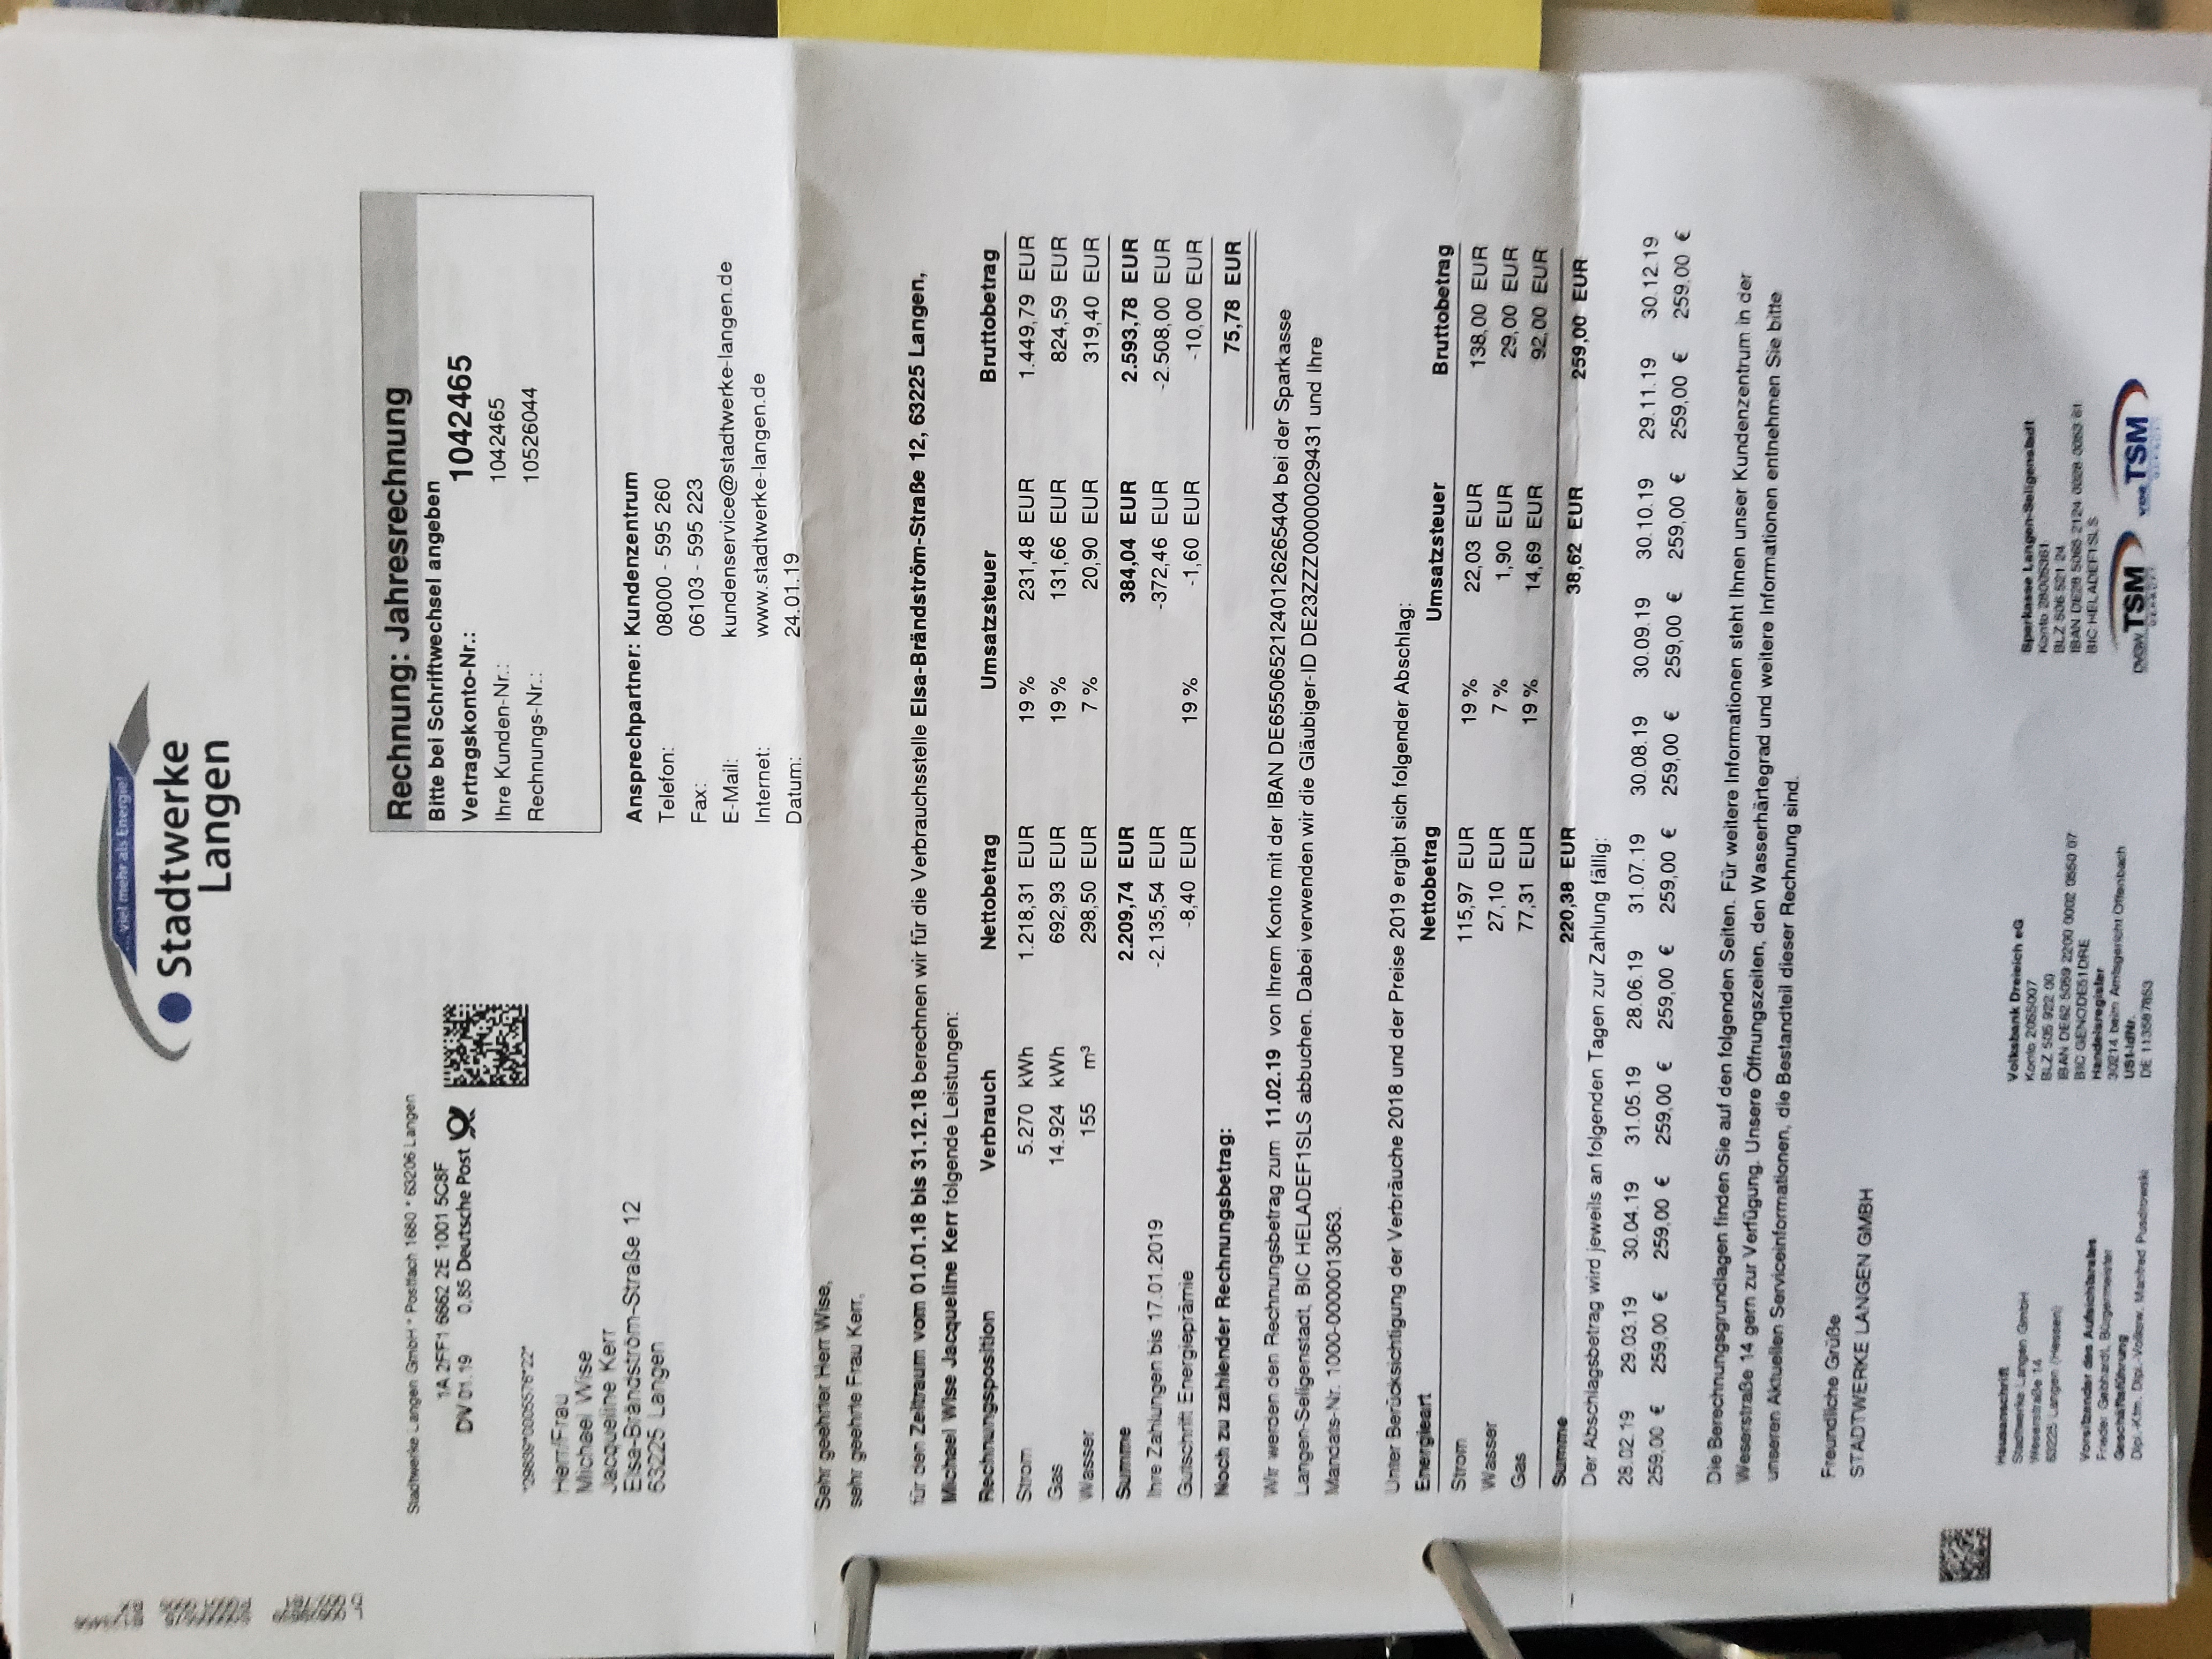 ... viel mehr als Energie!
Stadtwerke
Langen
Stadtwerke Langen GmbH * Postfach 1680 * 63206 Langen
1A 2FF1 6662 2E 1001 5C8F
DV 01.19 0,85 Deutsche Post
*29839*0005576*22*
Herr/Frau
Michael Wise
Jacqueline Kerr
Elsa-Brändström-Straße 12
63225 Langen
Rechnung: Jahresrechnung
Bitte bei Schriftwechsel angeben
Vertragskonto-Nr.: 1042465
Ihre Kunden-Nr.: 1042465
Rechnungs-Nr.: 10526044
Ansprechpartner: Kundenzentrum
Telefon: 08000 - 595 260
Fax: 06103 - 595 223
E-Mail: kundenservice@stadtwerke-langen.de
Internet: www.stadtwerke-langen.de
Datum: 24.01.19
Sehr geehrter Herr Wise,
sehr geehrte Frau Kerr,
für den Zeitraum vom 01.01.18 bis 31.12.18 berechnen wir für die Verbrauchsstelle Elsa-Brändström-Straße 12, 63225 Langen,
Michael Wise Jacqueline Kerr folgende Leistungen:
Rechnungsposition Verbrauch Nettobetrag Umsatzsteuer Bruttobetrag
Strom 5.270 kWh 1.218,31 EUR 19 % 231,48 EUR 1.449,79 EUR
Gas 14.924 kWh 692,93 EUR 19 % 131,66 EUR 824,59 EUR
Wasser 155 m³ 298,50 EUR 7 % 20,90 EUR 319,40 EUR
Summe 2.209,74 EUR 384,04 EUR 2.593,78 EUR
Ihre Zahlungen bis 17.01.2019 -2.135,54 EUR -372,46 EUR -2.508,00 EUR
Gutschrift Energieprämie -8,40 EUR 19 % -1,60 EUR -10,00 EUR
Noch zu zahlender Rechnungsbetrag: 75,78 EUR
Wir werden den Rechnungsbetrag zum 11.02.19 von Ihrem Konto mit der IBAN DE65506521240126265404 bei der Sparkasse
Langen-Seligenstadt, BIC HELADEF1SLS abbuchen. Dabei verwenden wir die Gläubiger-ID DE23ZZZ00000029431 und Ihre
Mandats-Nr. 1000-0000013063.
Unter Berücksichtigung der Verbräuche 2018 und der Preise 2019 ergibt sich folgender Abschlag:
Energieart Nettobetrag Umsatzsteuer Bruttobetrag
Strom 115,97 EUR 19 % 22,03 EUR 138,00 EUR
Wasser 27,10 EUR 7 % 1,90 EUR 29,00 EUR
Gas 77,31 EUR 19 % 14,69 EUR 92,00 EUR
Summe 220,38 EUR 38,62 EUR 259,00 EUR
Der Abschlagsbetrag wird jeweils an folgenden Tagen zur Zahlung fällig:
28.02.19 29.03.19 30.04.19 31.05.19 28.06.19 31.07.19 30.08.19 30.09.19 30.10.19 29.11.19 30.12.19
259,00 € 259,00 € 259,00 € 259,00 € 259,00 € 259,00 € 259,00 € 259,00 € 259,00 € 259,00 € 259,00 €
Die Berechnungsgrundlagen finden Sie auf den folgenden Seiten. Für weitere Informationen steht Ihnen unser Kundenzentrum in der
Weserstraße 14 gern zur Verfügung. Unsere Öffnungszeiten, den Wasserhärtegrad und weitere Informationen entnehmen Sie bitte
unseren Aktuellen Serviceinformationen, die Bestandteil dieser Rechnung sind.
Freundliche Grüße
STADTWERKE LANGEN GMBH
Hausanschrift
Stadtwerke Langen GmbH
Weserstraße 14
63225 Langen (Hessen)
Vorsitzender des Aufsichtsrates
Frieder Gebhardt, Bürgermeister
Geschäftsführung
Dipl.-Kfm. Dipl.-Volksw. Manfred Pusdrowski
Volksbank Dreieich eG
Konto 2055007
BLZ 505 922 00
IBAN DE62 5059 2200 0002 0550 07
BIC GENODE51DRE
Handelsregister
30214 beim Amtsgericht Offenbach
USt-IdNr.
DE 113587853
Sparkasse Langen-Seligenstadt
Konto 28005361
BLZ 506 521 24
IBAN DE28 5065 2124 0028 0053 61
BIC HELADEF1SLS
DVGW TSM
GEPRÜFT
VDE TSM
GEPRÜFT